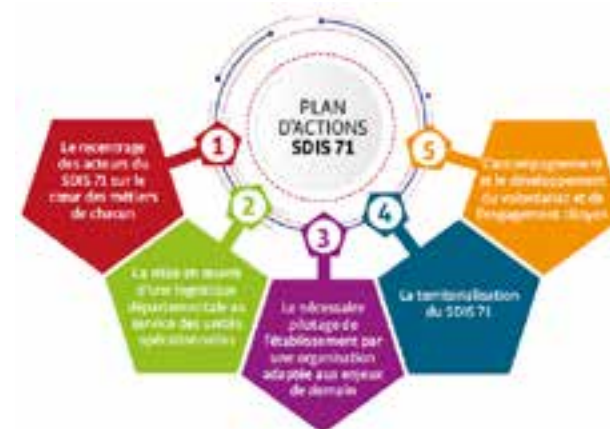 PLAN
D'ACTIONS
SDIS 71
1
Le recentrage
des acteurs du
SDIS 71 sur le
cœur des métiers
de chacun
2
La mise en œuvre
d'une logistique
départementale au
service des unités
opérationnelles
3
Le nécessaire
pilotage de
l'établissement par
une organisation
adaptée aux enjeux
de demain
4
La territorialisation
du SDIS 71
5
L'accompagnement
et le développement
du volontariat et de
l'engagement citoyen